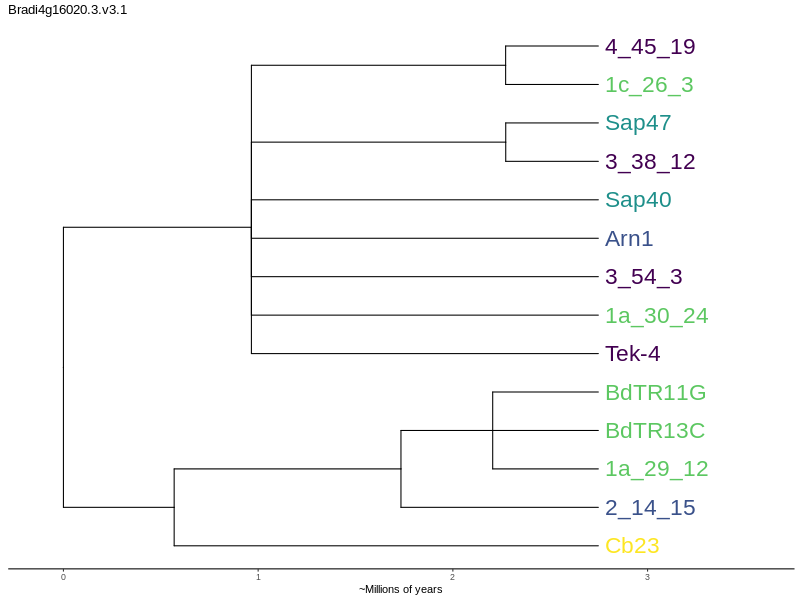 Bradi4g16020.3.v3.1
4_45_19
1c_26_3
Sap47
3_38_12
Sap40
Arn1
3_54_3
1a_30_24
Tek-4
BdTR11G
BdTR13C
1a_29_12
2_14_15
Cb23
0 1 2 3
~Millions of years